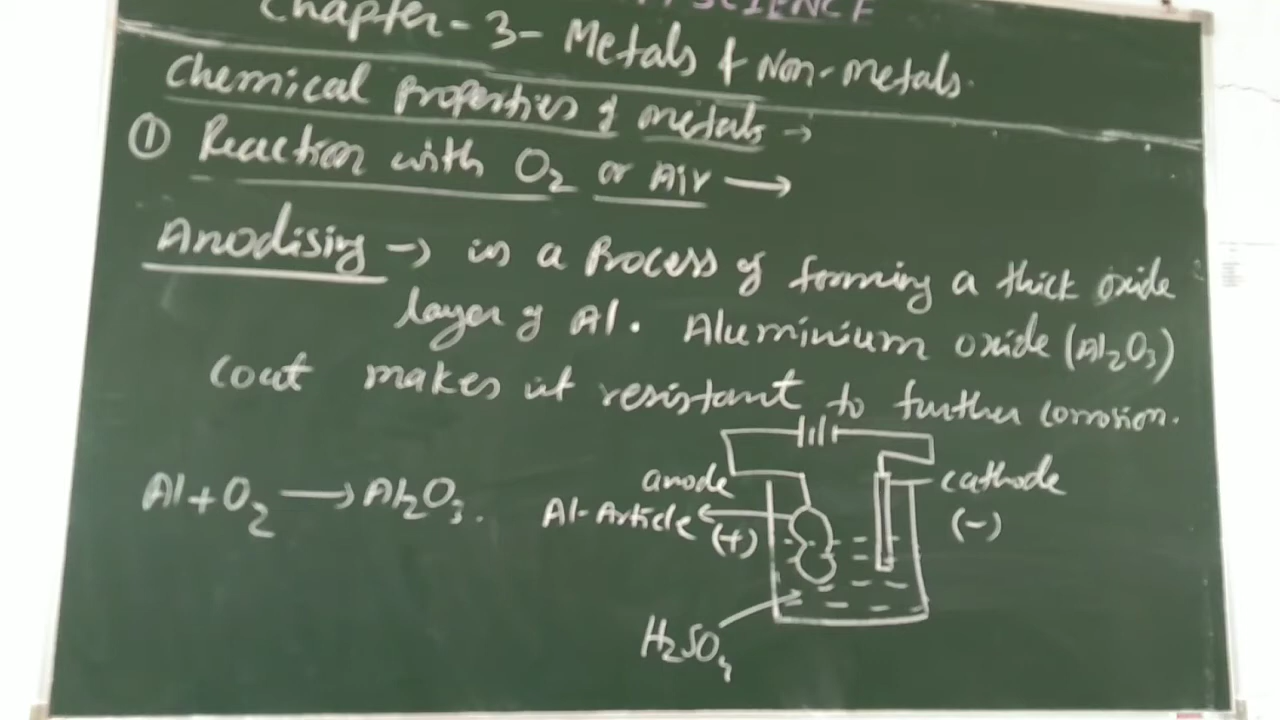 SCIENCE
Chapter-3- Metals & Non-metals.
Chemical Properties of metals →
① Reaction with O₂ or Air →
Anodising → is a Process of forming a thick oxide
layer of Al. Aluminium oxide (Al₂O₃)
coat makes it resistant to further corrosion.
Al + O₂ → Al₂O₃.
anode
Al-Article
(+)
cathode
(-)
H₂SO₄